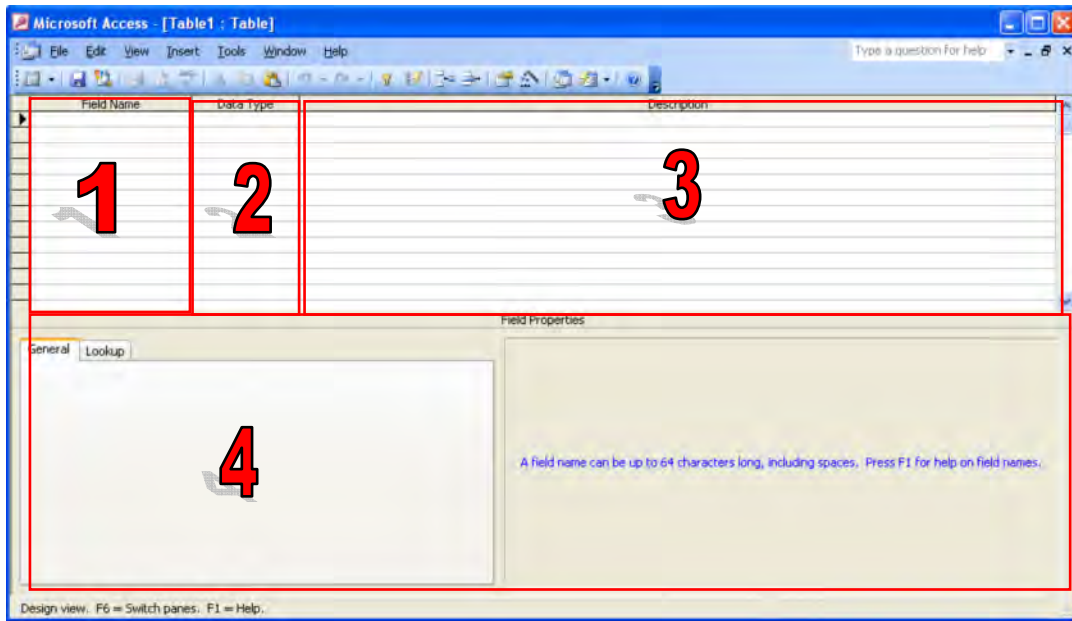 Microsoft Access - [Table1 : Table]
File Edit View Insert Tools Window Help Type a question for help
Field Name Data Type Description
1 2 3
Field Properties
General Lookup
4
A field name can be up to 64 characters long, including spaces. Press F1 for help on field names.
Design view. F6 = Switch panes. F1 = Help.